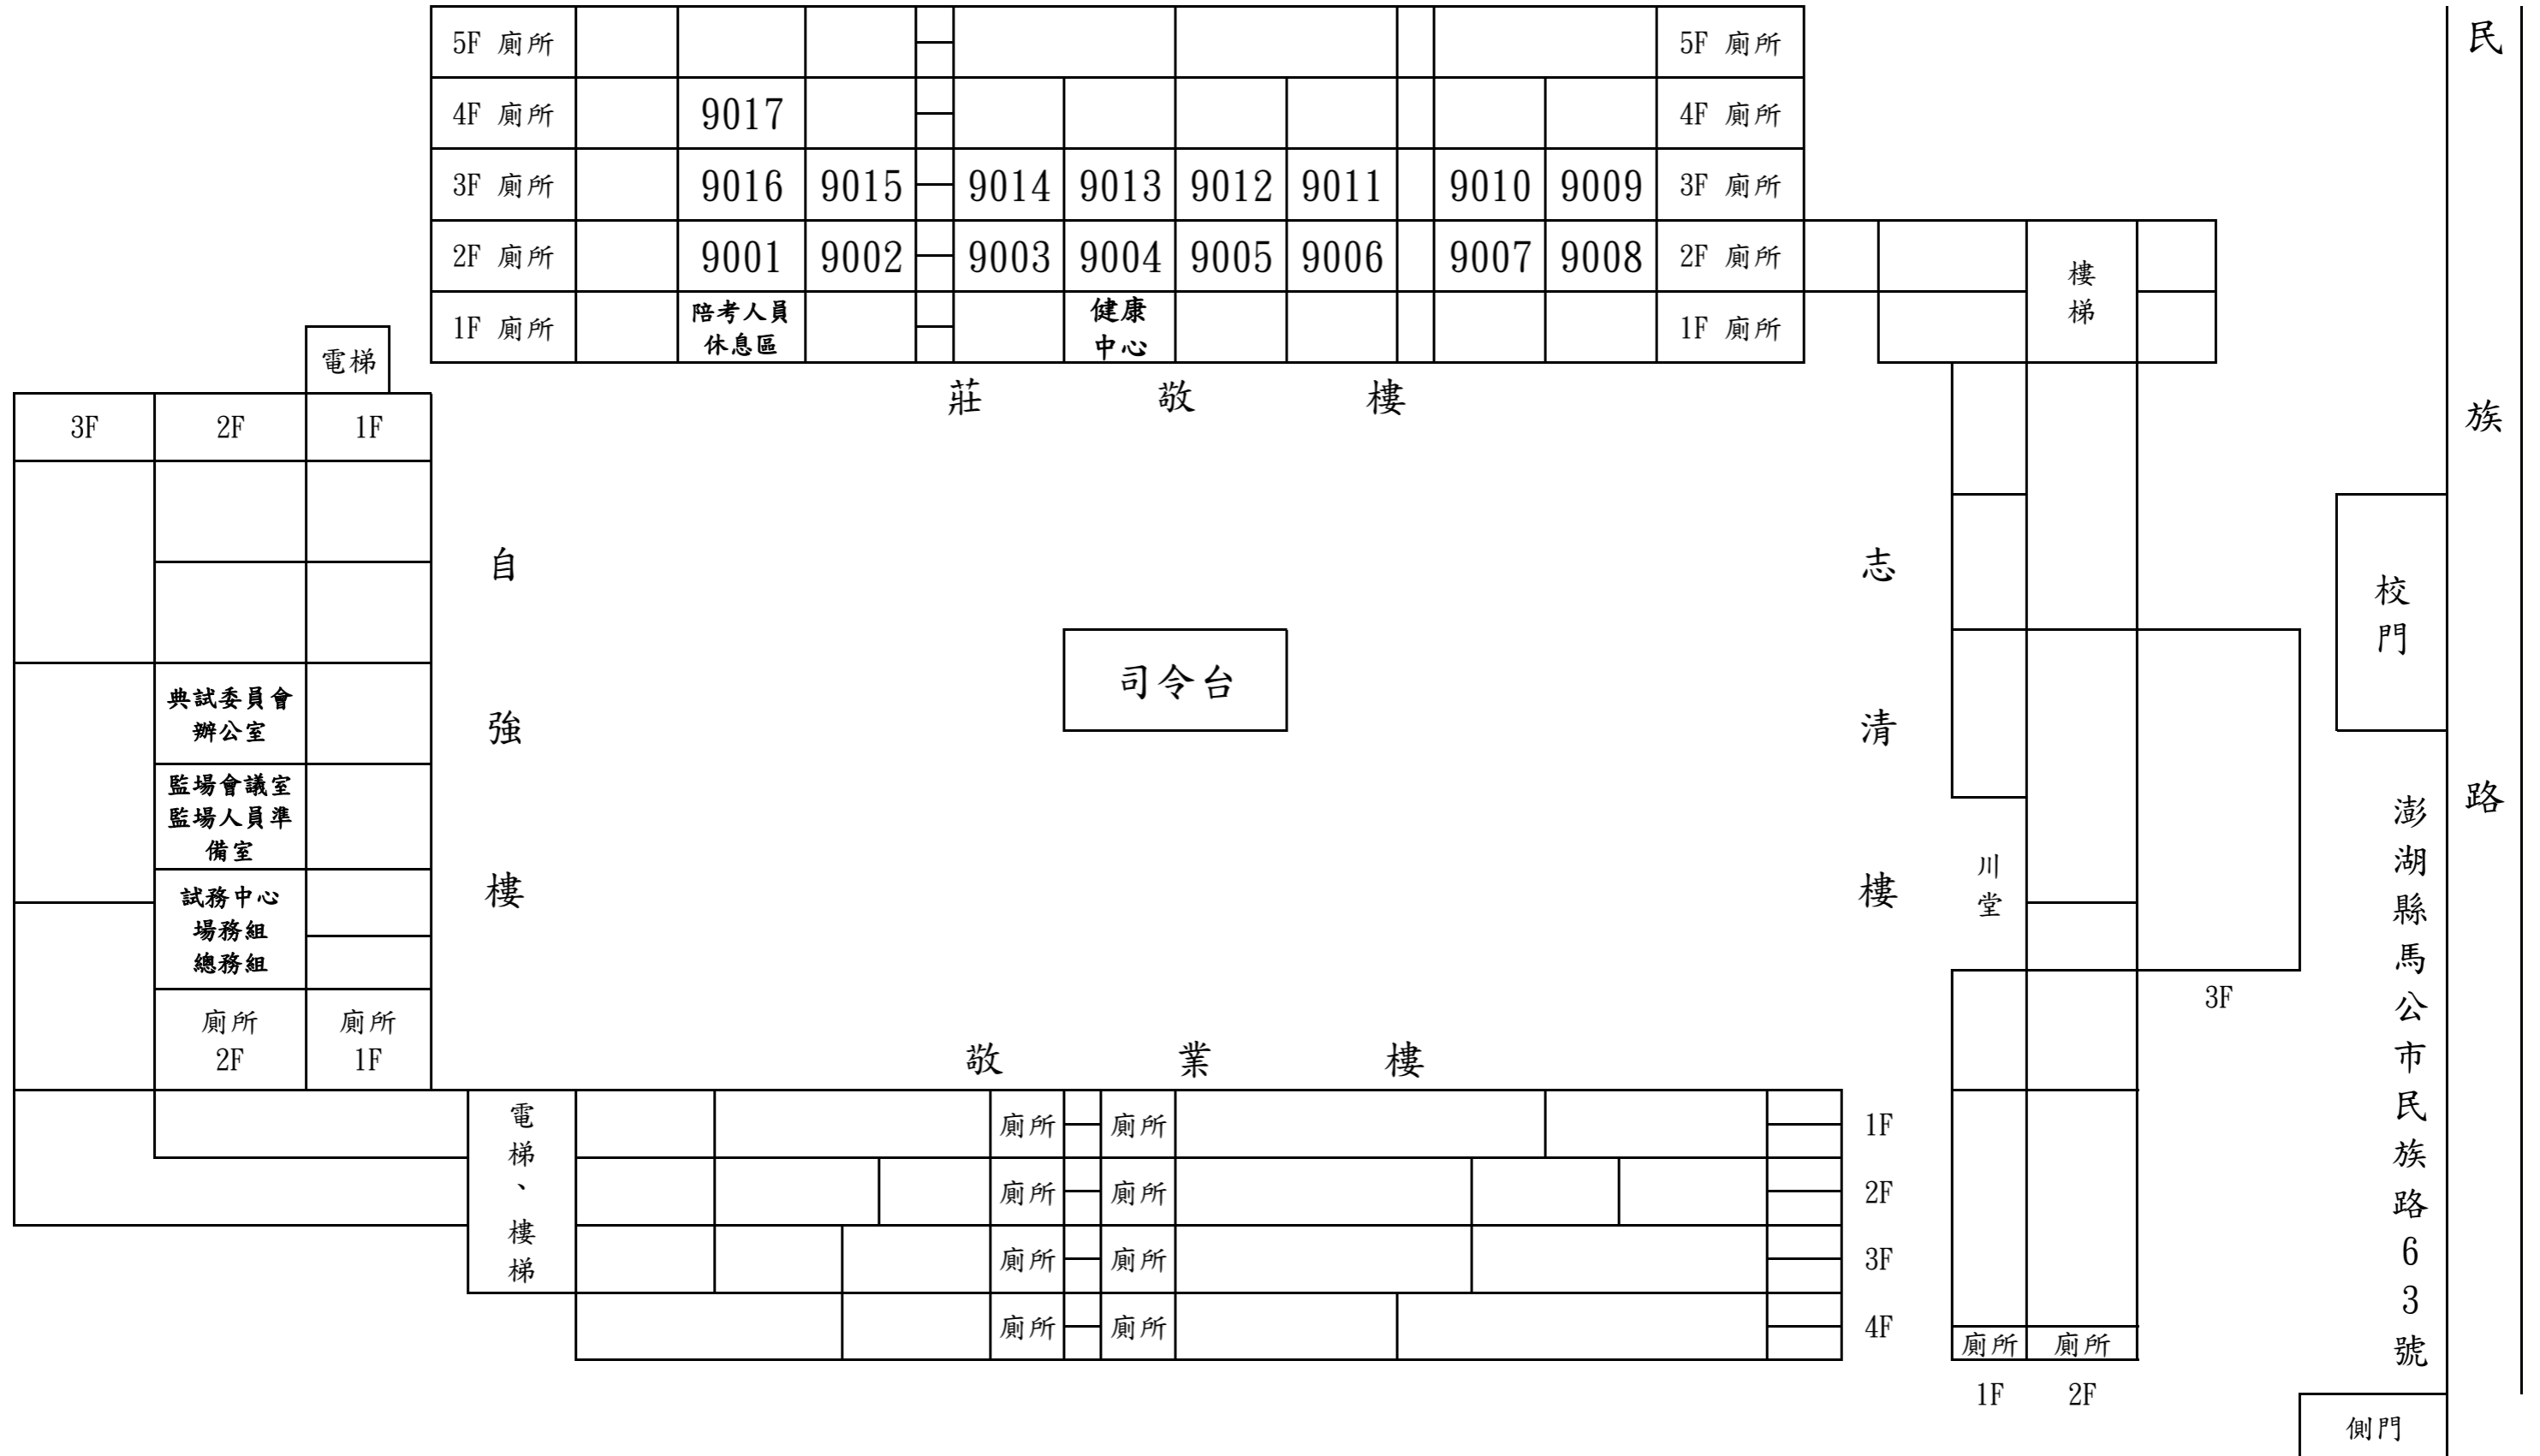 5F 廁所 5F 廁所
4F 廁所 9017 4F 廁所
3F 廁所 9016 9015 9014 9013 9012 9011 9010 9009 3F 廁所
2F 廁所 9001 9002 9003 9004 9005 9006 9007 9008 2F 廁所
1F 廁所 陪考人員 健康 1F 廁所
休息區 中心
樓
梯
電梯
莊敬樓
3F 2F 1F
典試委員會
辦公室
監場會議室
監場人員準
備室
試務中心
場務組
總務組
廁所 廁所
2F 1F
自強樓
司令台
志清樓
川
堂
3F
校
門
民族路
澎湖縣馬公市民族路63號
敬業樓
電梯、樓梯
廁所 廁所 1F
廁所 廁所 2F
廁所 廁所 3F
廁所 廁所 4F
廁所 廁所
1F 2F
側門